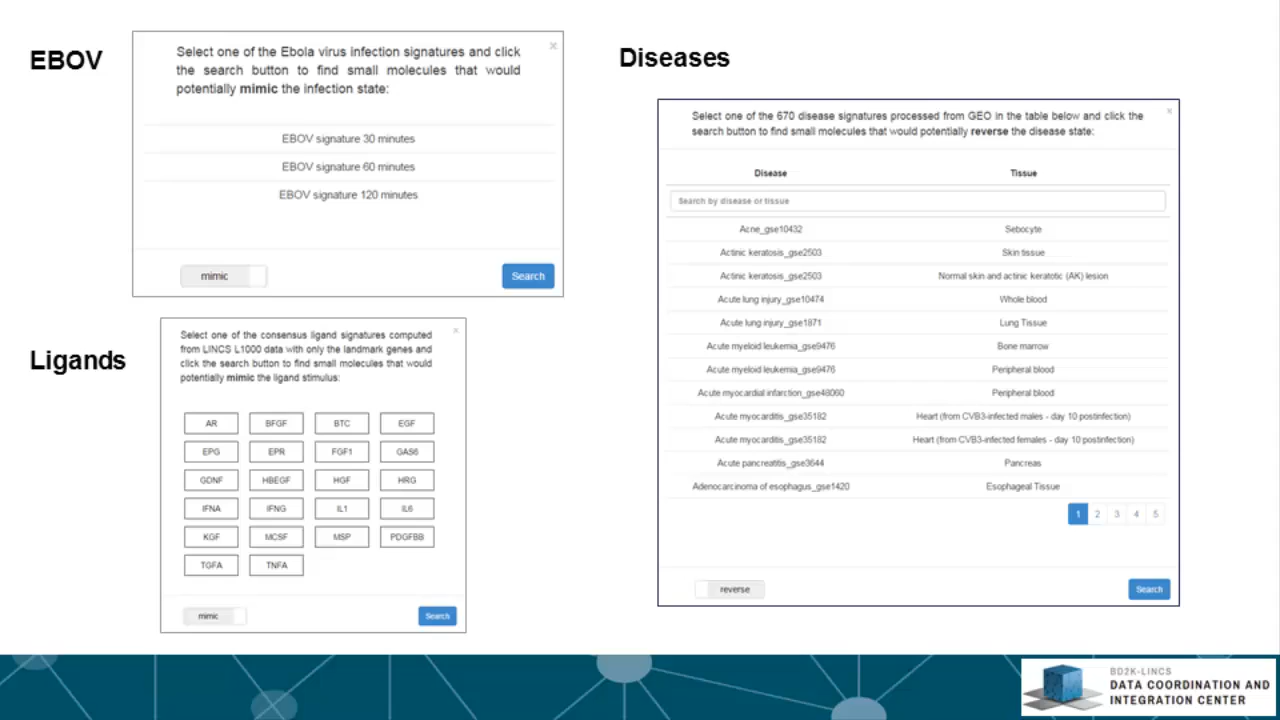 EBOV
Select one of the Ebola virus infection signatures and click
the search button to find small molecules that would
potentially mimic the infection state:
×
EBOV signature 30 minutes
EBOV signature 60 minutes
EBOV signature 120 minutes
mimic
Search
Ligands
Select one of the consensus ligand signatures computed
from LINCS L1000 data with only the landmark genes and
click the search button to find small molecules that would
potentially mimic the ligand stimulus:
×
AR BFGF BTC EGF
EPG EPR FGF1 GAS6
GDNF HBEGF HGF HRG
IFNA IFNG IL1 IL6
KGF MCSF MSP PDGFBB
TGFA TNFA
mimic
Search
Diseases
Select one of the 670 disease signatures processed from GEO in the table below and click the
search button to find small molecules that would potentially reverse the disease state:
×
Disease Tissue
Search by disease or tissue
Acne_gse10432 Sebocyte
Actinic keratosis_gse2503 Skin tissue
Actinic keratosis_gse2503 Normal skin and actinic keratotic (AK) lesion
Acute lung injury_gse10474 Whole blood
Acute lung injury_gse1871 Lung Tissue
Acute myeloid leukemia_gse9476 Bone marrow
Acute myeloid leukemia_gse9476 Peripheral blood
Acute myocardial infarction_gse48060 Peripheral blood
Acute myocarditis_gse35182 Heart (from CVB3-infected males - day 10 postinfection)
Acute myocarditis_gse35182 Heart (from CVB3-infected females - day 10 postinfection)
Acute pancreatitis_gse3644 Pancreas
Adenocarcinoma of esophagus_gse1420 Esophageal Tissue
1 2 3 4 5
reverse
Search
BD2K-LINCS
DATA COORDINATION AND
INTEGRATION CENTER